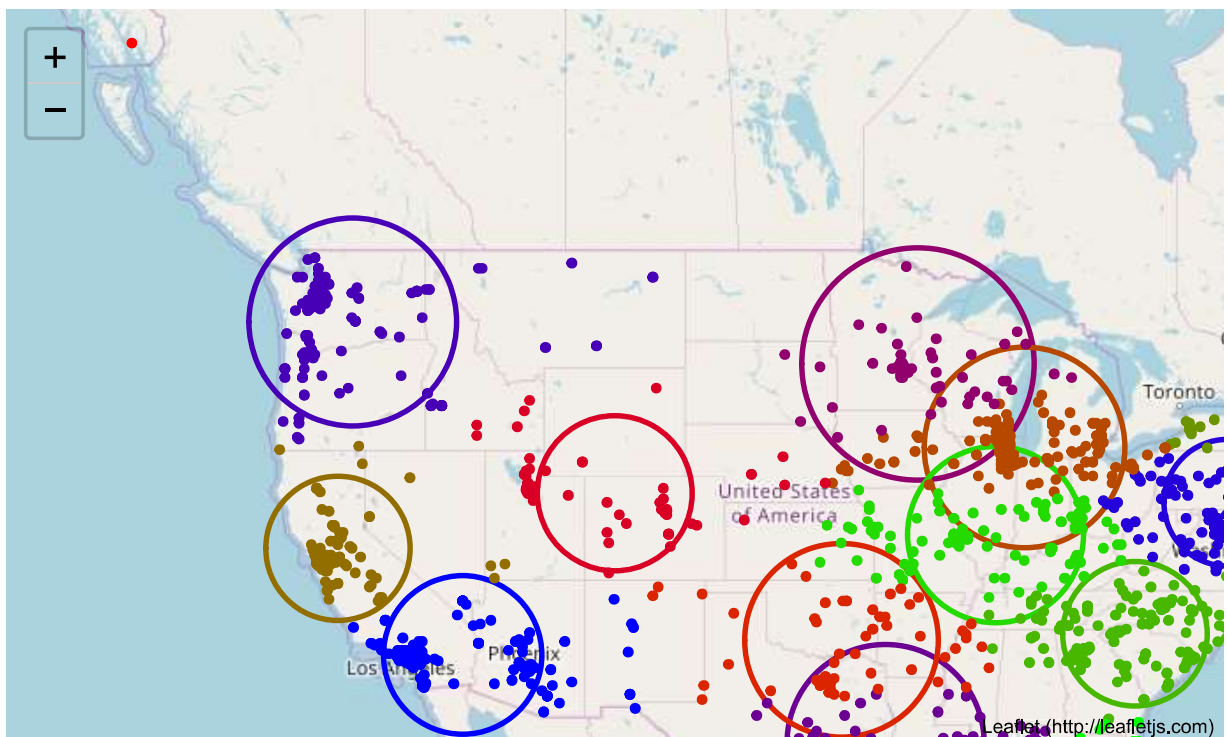 +
−
Toronto
United States
of America
Phoenix
Los Angeles
Leaflet (http://leafletjs.com)